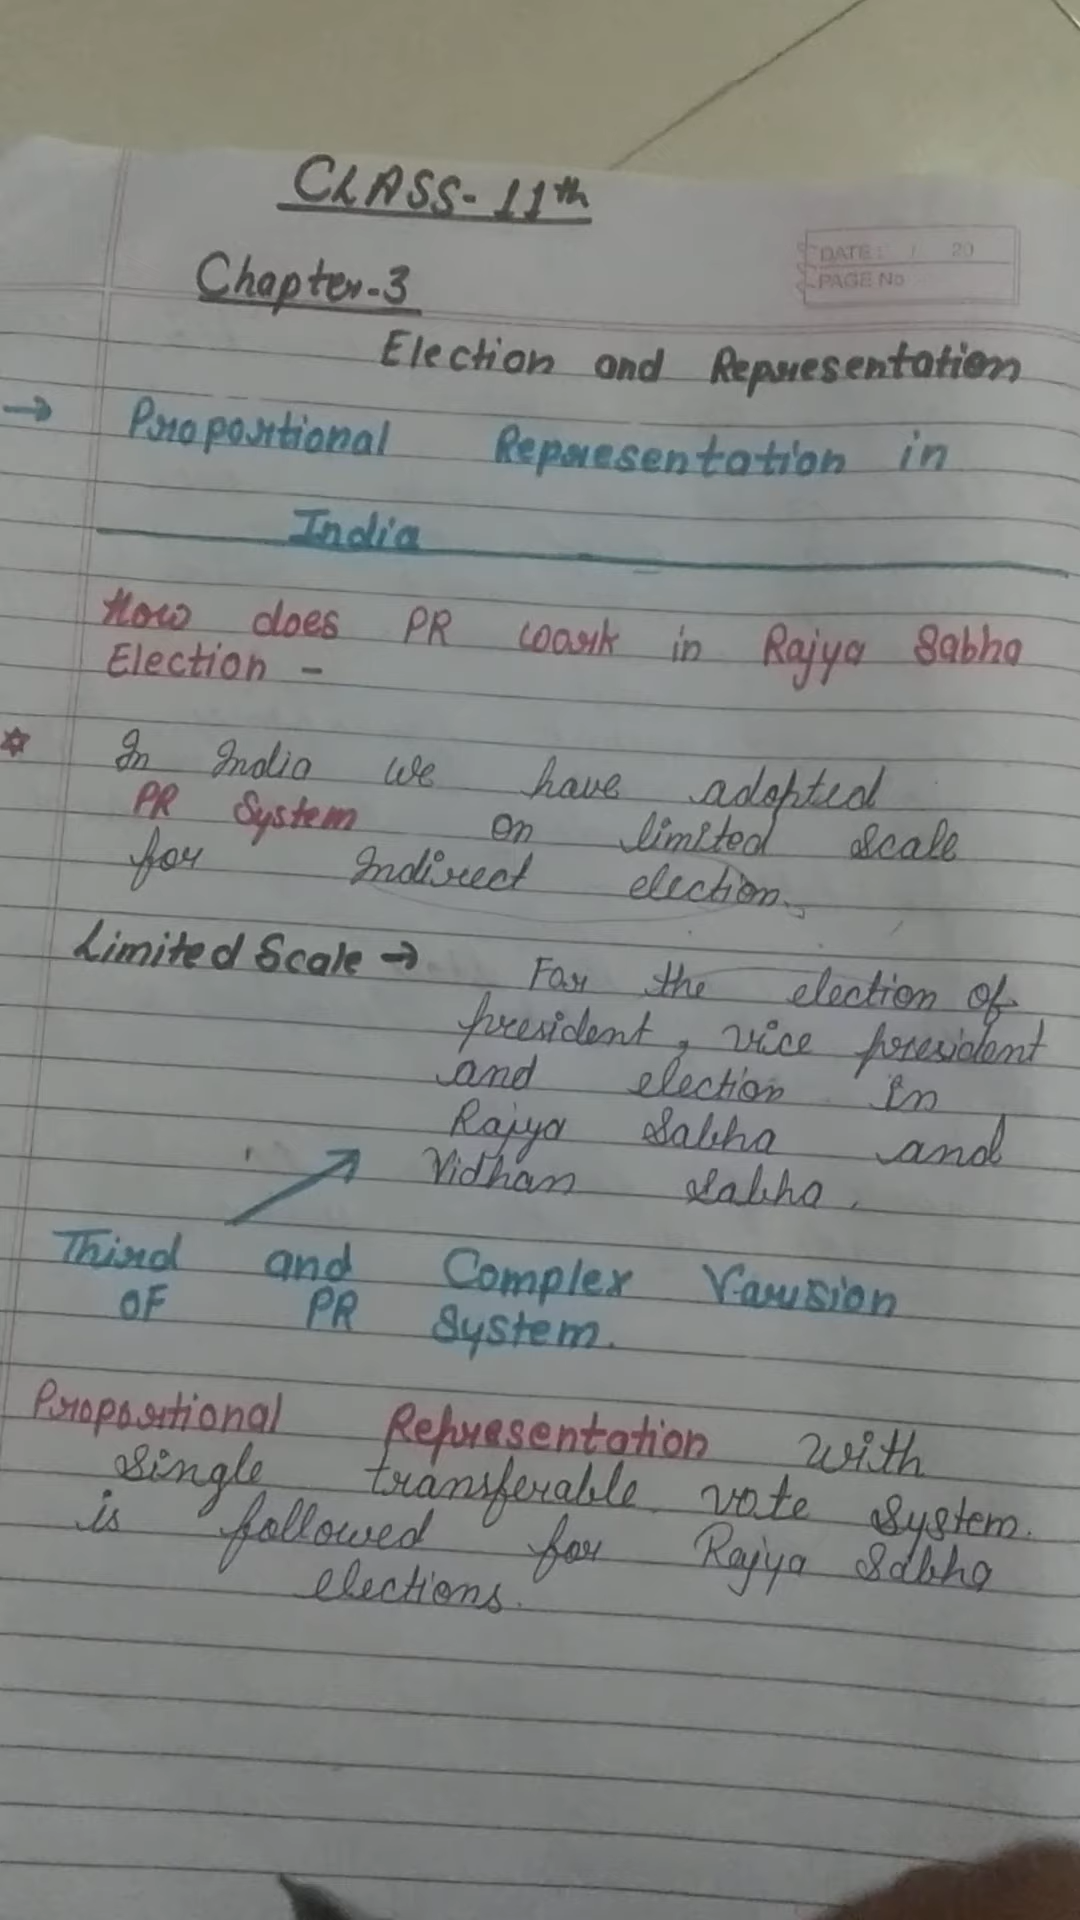 CLASS-11th
DATE: / 20
PAGE No
Chapter-3
Election and Representation
→ Proportional Representation in
India
How does PR work in Rajya Sabha
Election -
☆ In India we have adopted
PR System on limited scale
for Indirect election.
Limited Scale → For the election of
president, vice president
and election in
Rajya Sabha and
Vidhan Sabha.
Third and Complex Varusion
OF PR System.
Proportional Representation with
single transferable vote system.
is followed for Rajya Sabha
elections.